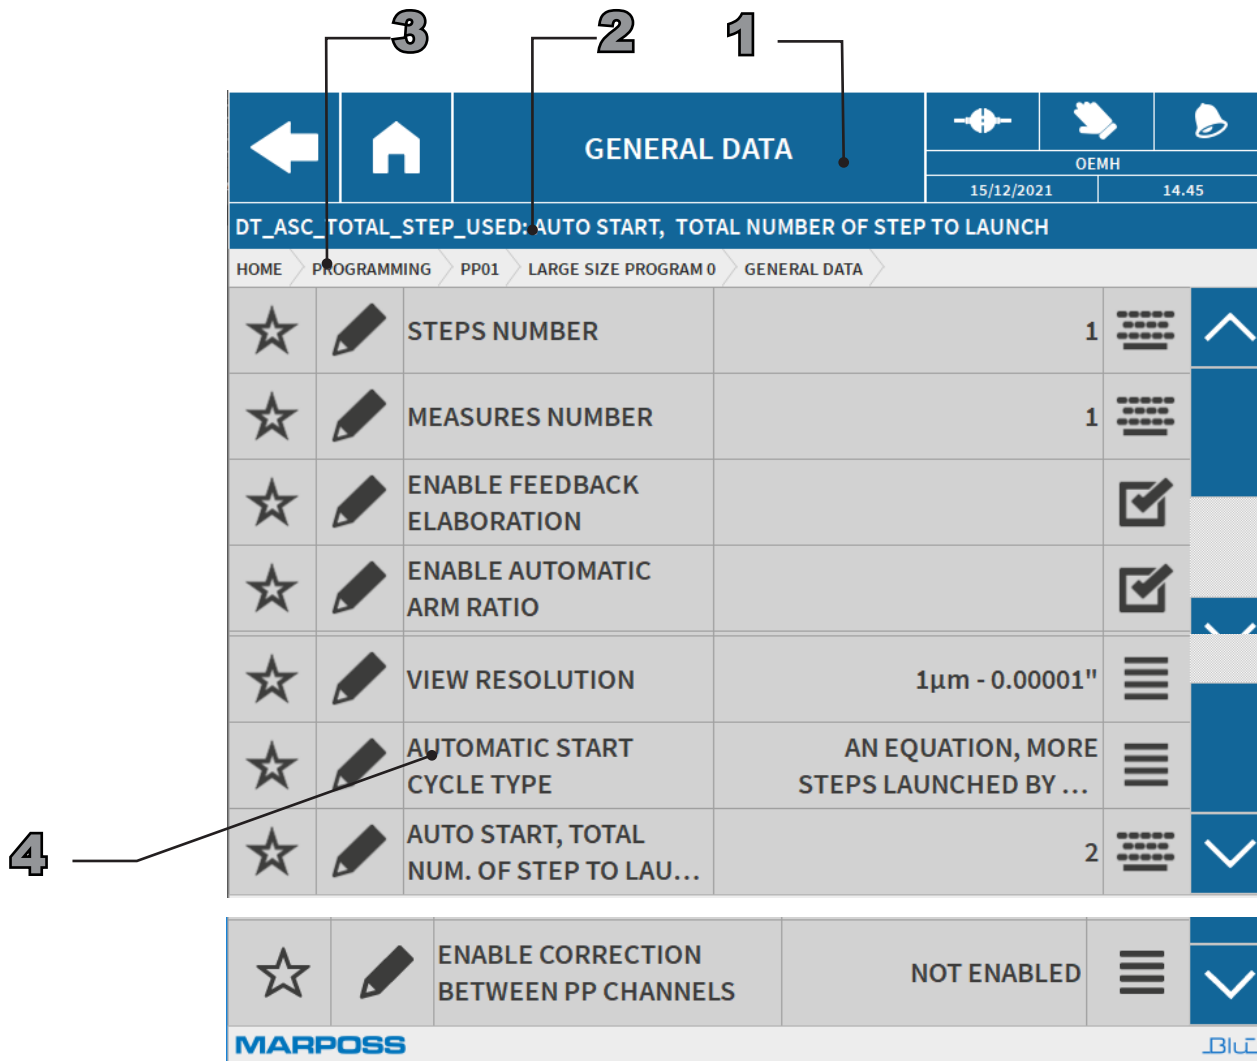 3 2 1
GENERAL DATA
OEMH
15/12/2021 14.45
DT_ASC_TOTAL_STEP_USED: AUTO START, TOTAL NUMBER OF STEP TO LAUNCH
HOME PROGRAMMING PP01 LARGE SIZE PROGRAM 0 GENERAL DATA
STEPS NUMBER 1
MEASURES NUMBER 1
ENABLE FEEDBACK
ELABORATION
ENABLE AUTOMATIC
ARM RATIO
VIEW RESOLUTION 1µm - 0.00001"
AUTOMATIC START
CYCLE TYPE
AN EQUATION, MORE
STEPS LAUNCHED BY ...
4
AUTO START, TOTAL
NUM. OF STEP TO LAU...
2
ENABLE CORRECTION
BETWEEN PP CHANNELS
NOT ENABLED
MARPOSS Blú